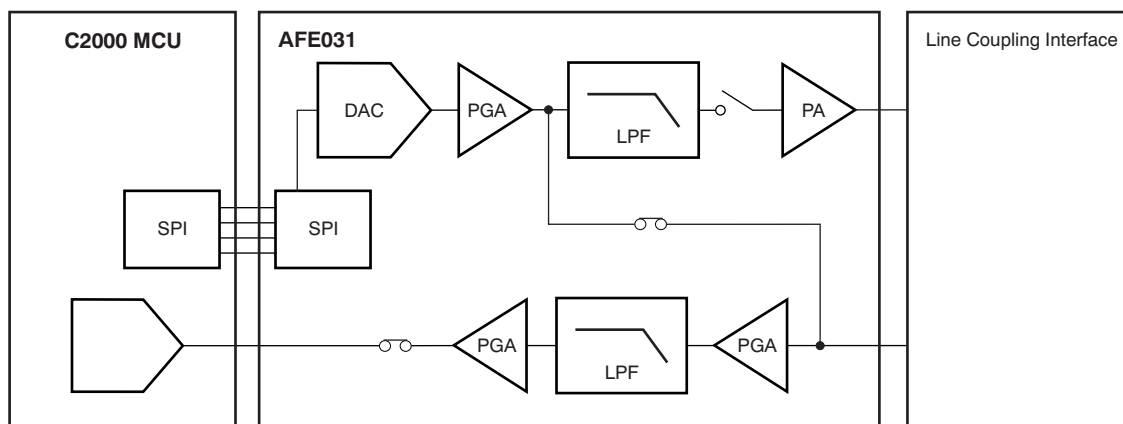 C2000 MCU
AFE031
Line Coupling Interface
DAC
PGA
LPF
PA
SPI
SPI
PGA
LPF
PGA